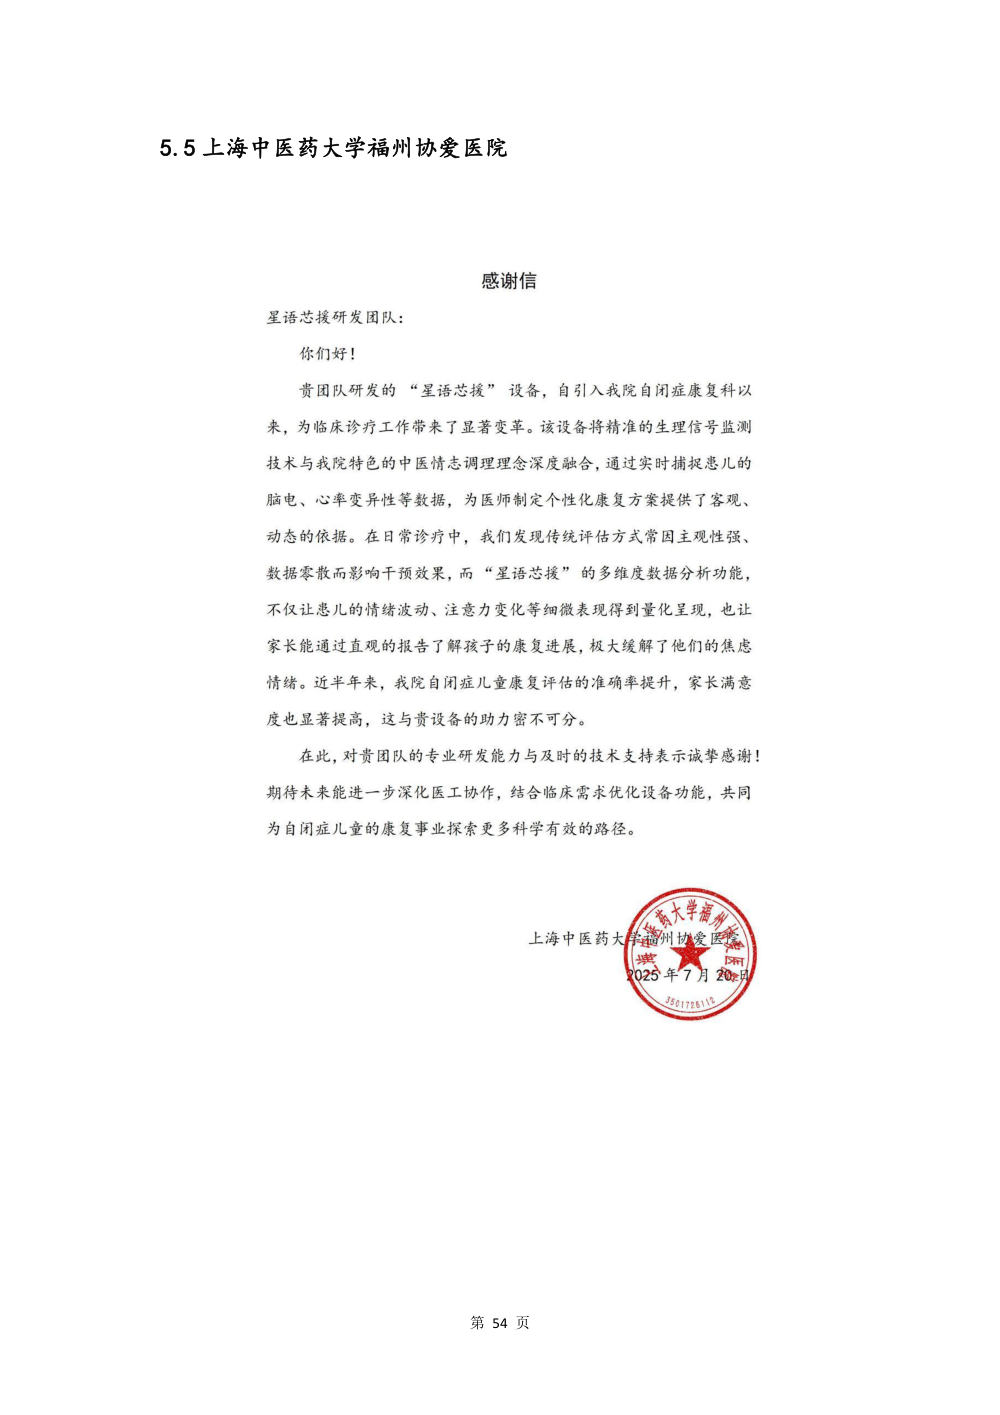 5.5上海中医药大学福州协爱医院
感谢信
星语芯援研发团队：
你们好！
贵团队研发的“星语芯援”设备，自引入我院自闭症康复科以
来，为临床诊疗工作带来了显著变革。该设备将精准的生理信号监测
技术与我院特色的中医情志调理理念深度融合，通过实时捕捉患儿的
脑电、心率变异性等数据，为医师制定个性化康复方案提供了客观、
动态的依据。在日常诊疗中，我们发现传统评估方式常因主观性强、
数据零散而影响干预效果，而“星语芯援”的多维度数据分析功能，
不仅让患儿的情绪波动、注意力变化等细微表现得到量化呈现，也让
家长能通过直观的报告了解孩子的康复进展，极大缓解了他们的焦虑
情绪。近半年来，我院自闭症儿童康复评估的准确率提升，家长满意
度也显著提高，这与贵设备的助力密不可分。
在此，对贵团队的专业研发能力与及时的技术支持表示诚挚感谢！
期待未来能进一步深化医工协作，结合临床需求优化设备功能，共同
为自闭症儿童的康复事业探索更多科学有效的路径。
上海中医药大学福州协爱医院
2025年7月20日
上海中医药大学福州协爱医院
3501726112
第 54 页